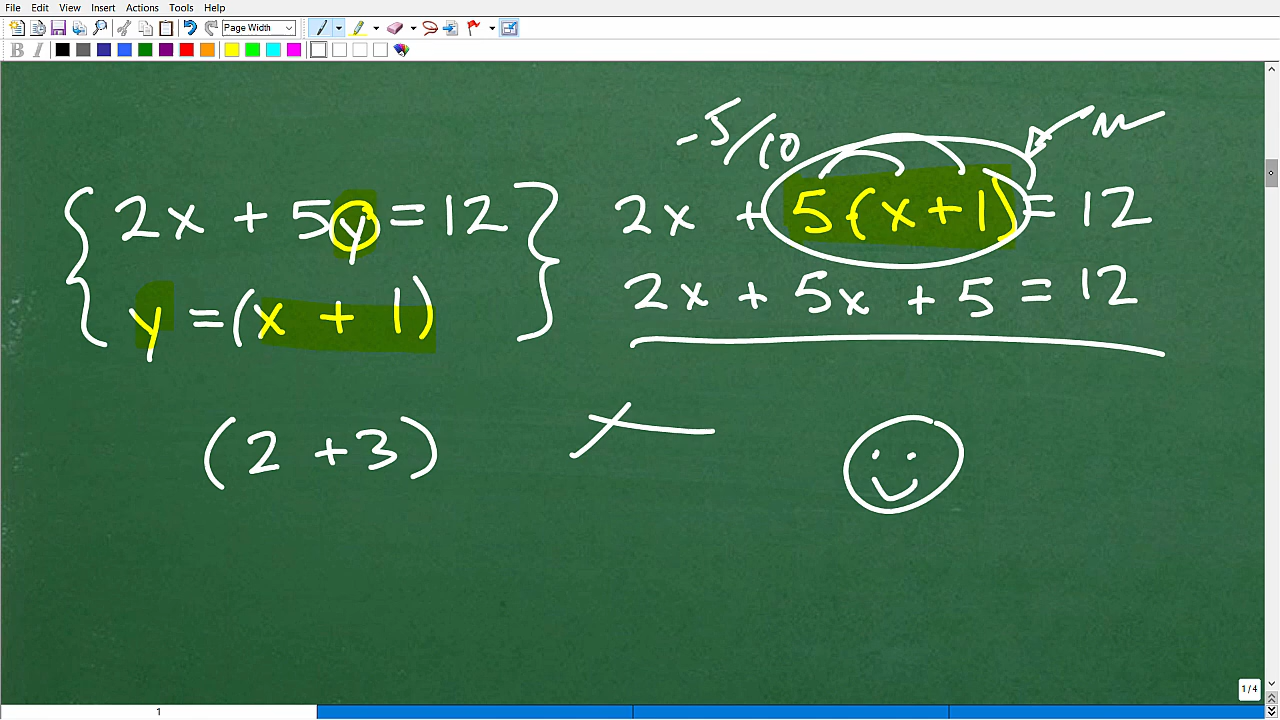 File Edit View Insert Actions Tools Help
Page Width
B I
-5/10
2x + 5y = 12
2x + 5(x+1) = 12
y = (x + 1)
2x + 5x + 5 = 12
(2 + 3)
1/4
1